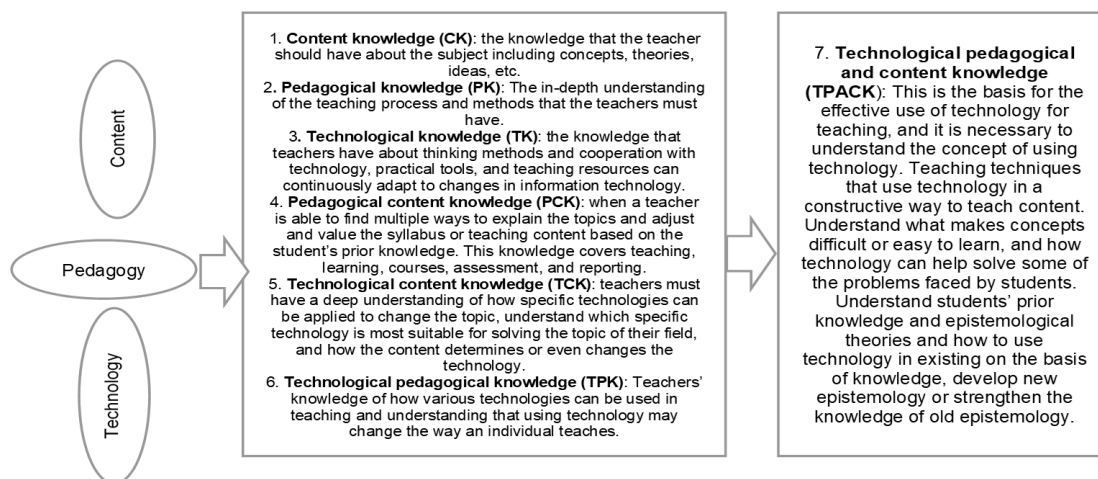 Content
Pedagogy
Technology
1. Content knowledge (CK): the knowledge that the teacher
should have about the subject including concepts, theories,
ideas, etc.
2. Pedagogical knowledge (PK): The in-depth understanding
of the teaching process and methods that the teachers must
have.
3. Technological knowledge (TK): the knowledge that
teachers have about thinking methods and cooperation with
technology, practical tools, and teaching resources can
continuously adapt to changes in information technology.
4. Pedagogical content knowledge (PCK): when a teacher
is able to find multiple ways to explain the topics and adjust
and value the syllabus or teaching content based on the
student's prior knowledge. This knowledge covers teaching,
learning, courses, assessment, and reporting.
5. Technological content knowledge (TCK): teachers must
have a deep understanding of how specific technologies can
be applied to change the topic, understand which specific
technology is most suitable for solving the topic of their field,
and how the content determines or even changes the
technology.
6. Technological pedagogical knowledge (TPK): Teachers'
knowledge of how various technologies can be used in
teaching and understanding that using technology may
change the way an individual teaches.
7. Technological pedagogical
and content knowledge
(TPACK): This is the basis for the
effective use of technology for
teaching, and it is necessary to
understand the concept of using
technology. Teaching techniques
that use technology in a
constructive way to teach content.
Understand what makes concepts
difficult or easy to learn, and how
technology can help solve some of
the problems faced by students.
Understand students' prior
knowledge and epistemological
theories and how to use
technology in existing on the basis
of knowledge, develop new
epistemology or strengthen the
knowledge of old epistemology.